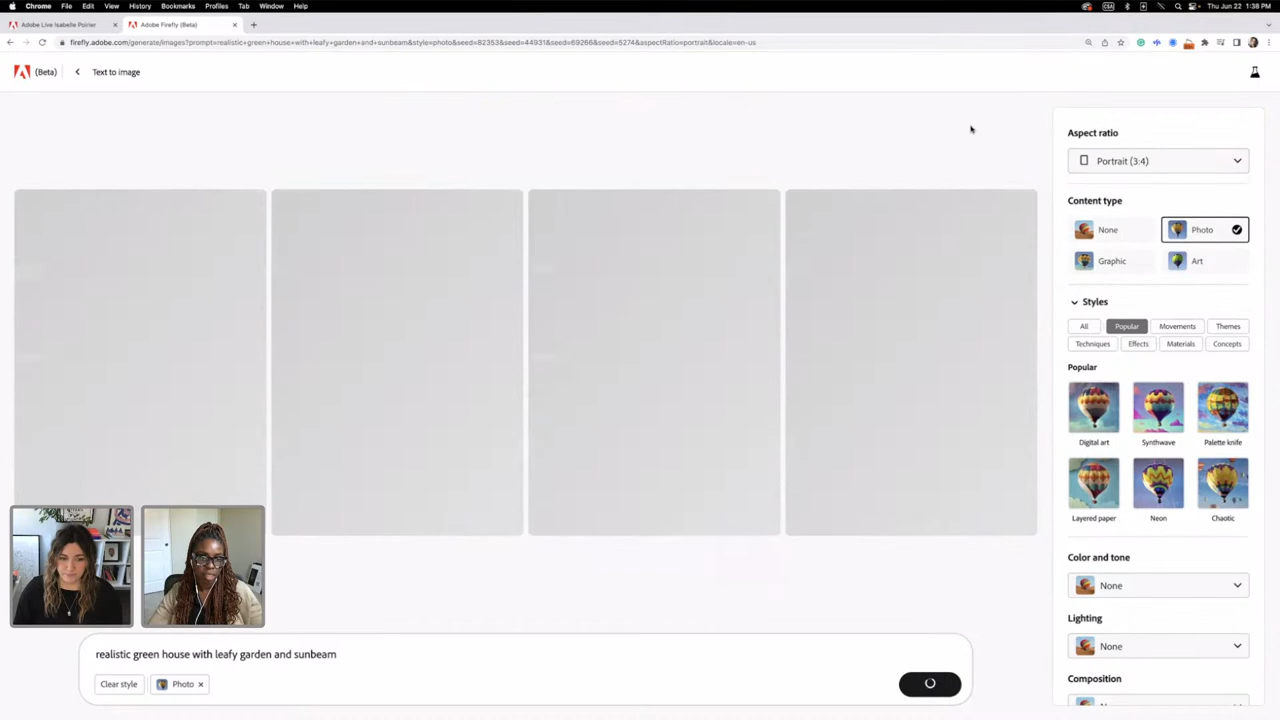 Chrome File Edit View History Bookmarks Profiles Tab Window Help
Thu Jun 22 1:38 PM
Adobe Live Isabelle Poirier
Adobe Firefly (Beta)
firefly.adobe.com/generate/images?prompt=realistic+green+house+with+leafy+garden+and+sunbeam&style=photo&seed=82353&seed=44931&seed=69266&seed=5274&aspectRatio=portrait&locale=en-us
(Beta)
Text to image
Aspect ratio
Portrait (3:4)
Content type
None
Photo
Graphic
Art
Styles
All Popular Movements Themes
Techniques Effects Materials Concepts
Popular
Digital art Synthwave Palette knife
Layered paper Neon Chaotic
Color and tone
None
Lighting
None
Composition
realistic green house with leafy garden and sunbeam
Clear style
Photo